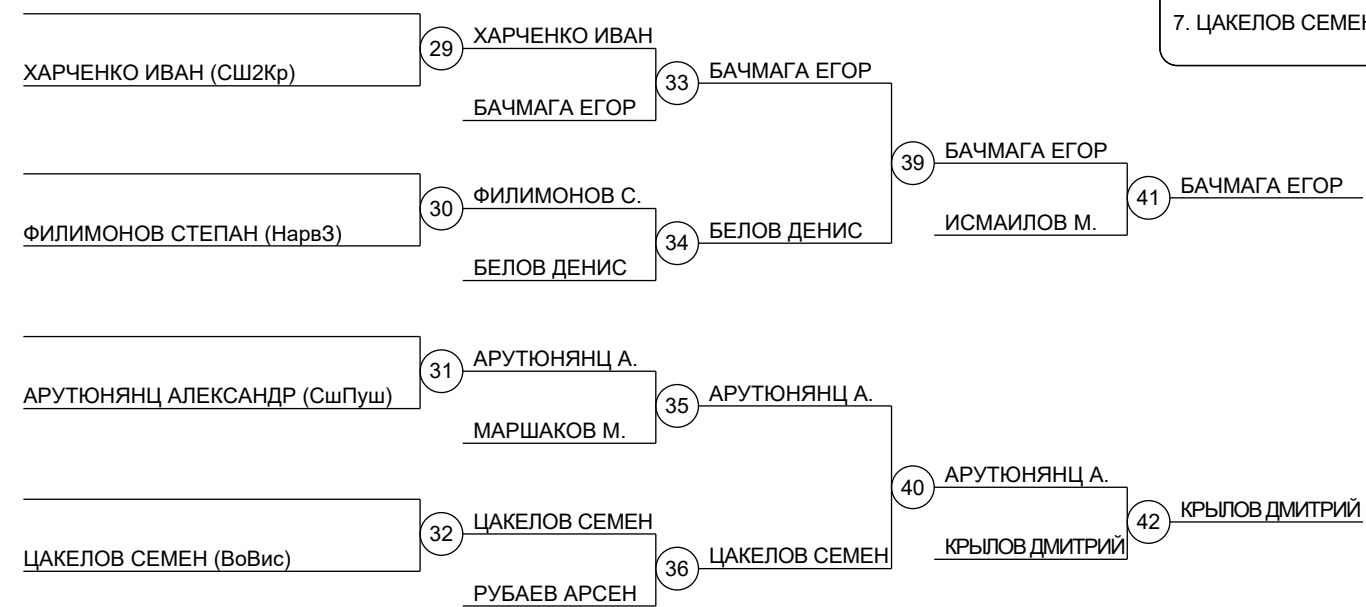 7. ЦАКЕЛОВ СЕМЕН
29
ХАРЧЕНКО ИВАН
ХАРЧЕНКО ИВАН (СШ2Кр)
33
БАЧМАГА ЕГОР
БАЧМАГА ЕГОР
39
БАЧМАГА ЕГОР
30
ФИЛИМОНОВ С.
41
БАЧМАГА ЕГОР
ФИЛИМОНОВ СТЕПАН (Нарв3)
34
БЕЛОВ ДЕНИС
ИСМАИЛОВ М.
БЕЛОВ ДЕНИС
31
АРУТЮНЯНЦ А.
АРУТЮНЯНЦ АЛЕКСАНДР (СшПуш)
35
АРУТЮНЯНЦ А.
МАРШАКОВ М.
40
АРУТЮНЯНЦ А.
32
ЦАКЕЛОВ СЕМЕН
42
КРЫЛОВ ДМИТРИЙ
КРЫЛОВ ДМИТРИЙ
ЦАКЕЛОВ СЕМЕН (ВоВис)
36
ЦАКЕЛОВ СЕМЕН
РУБАЕВ АРСЕН